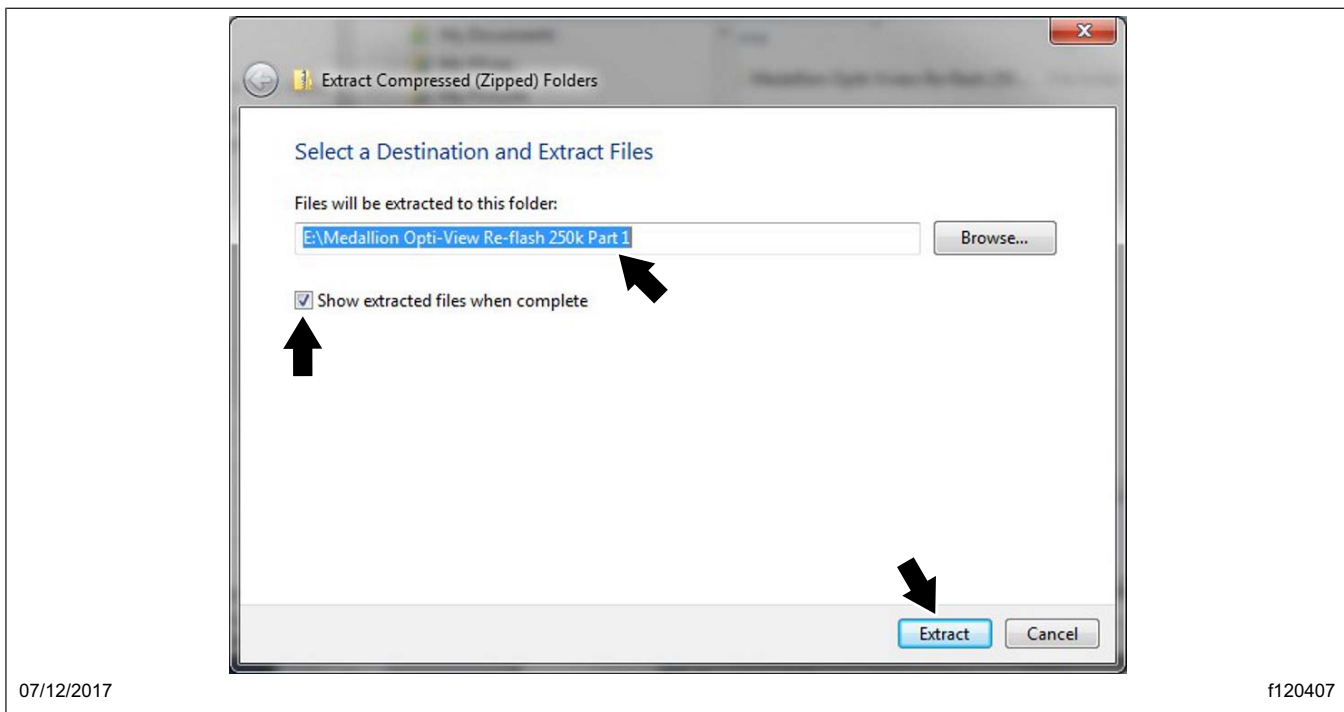 Extract Compressed (Zipped) Folders
Select a Destination and Extract Files
Files will be extracted to this folder:
E:\Medallion Opti-View Re-flash 250k Part 1
Browse...
Show extracted files when complete
Extract Cancel
07/12/2017 f120407